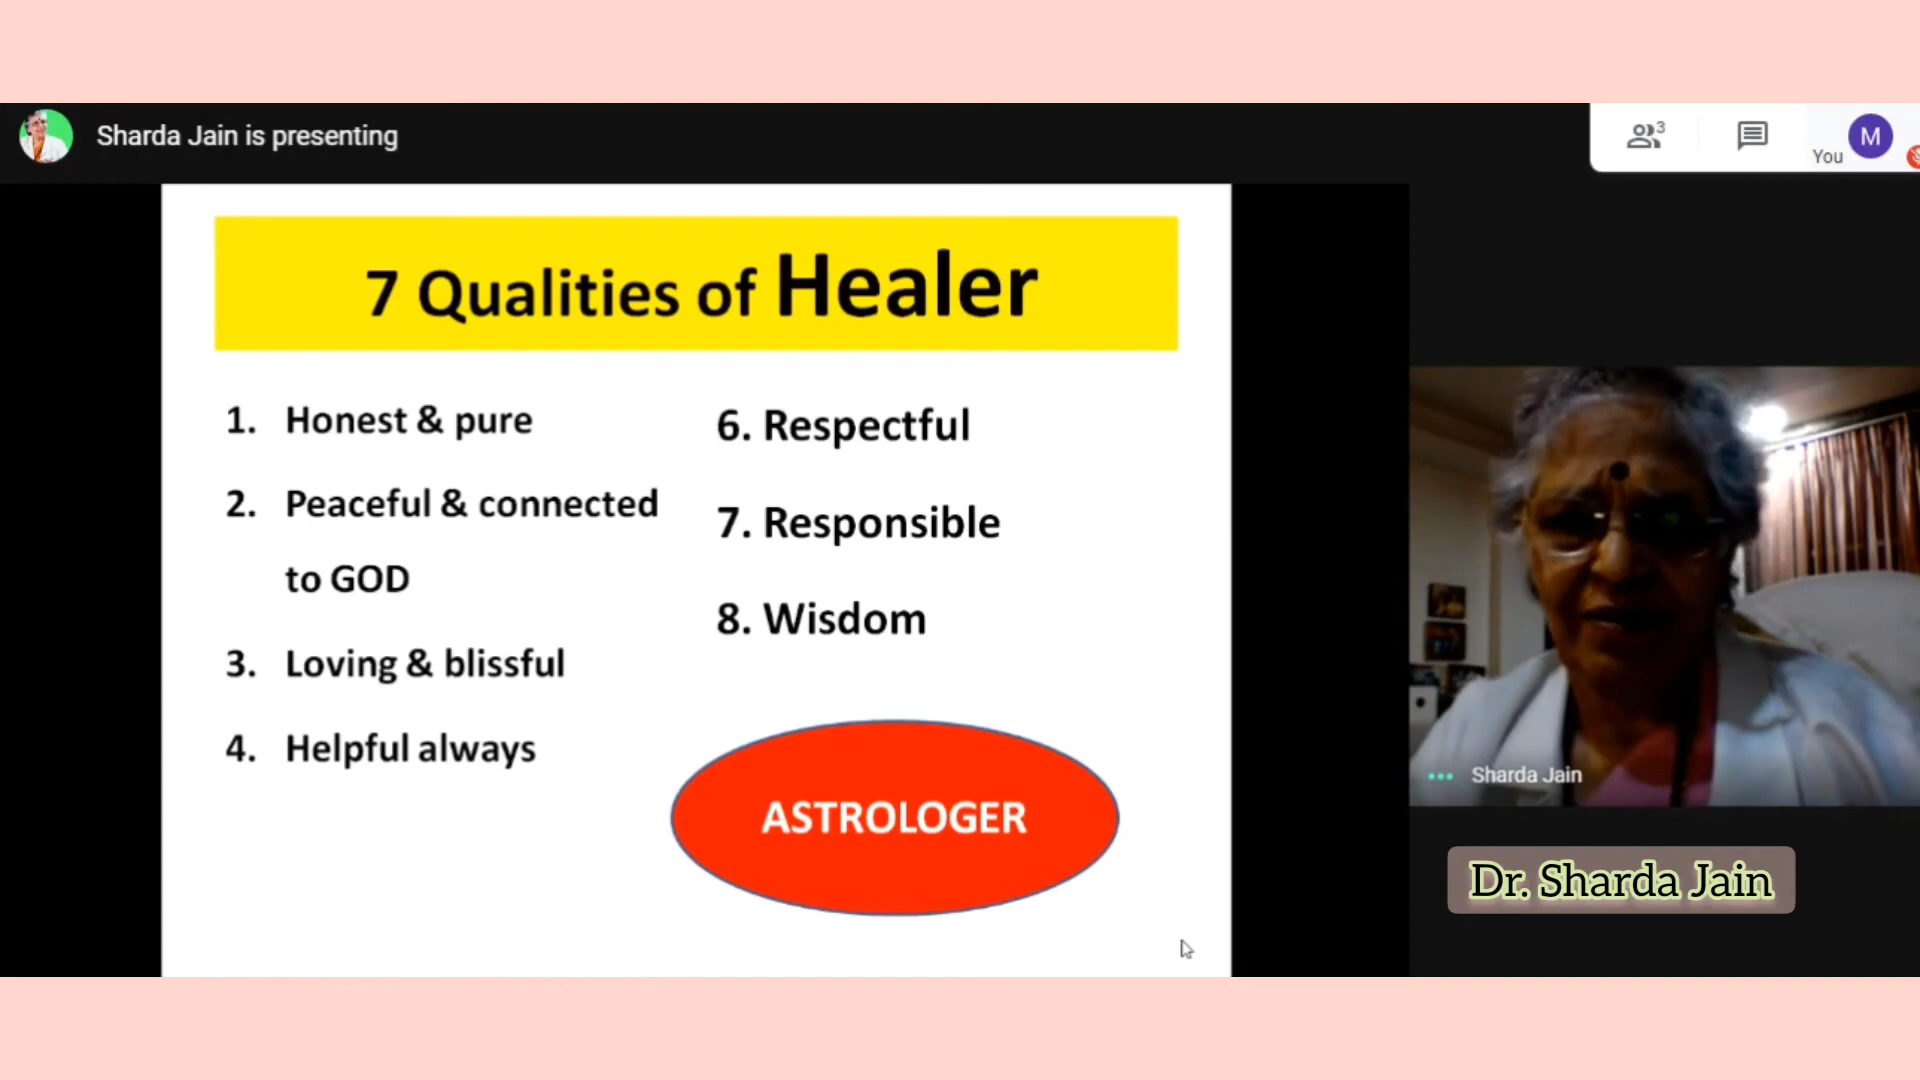 Sharda Jain is presenting
3
You
M
7 Qualities of Healer
1. Honest & pure
2. Peaceful & connected
to GOD
3. Loving & blissful
4. Helpful always
6. Respectful
7. Responsible
8. Wisdom
ASTROLOGER
Sharda Jain
Dr. Sharda Jain